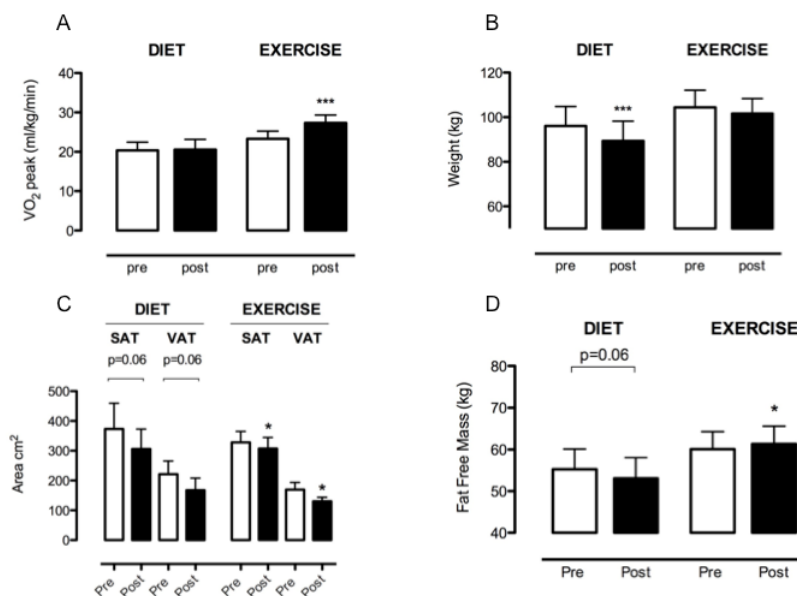 A
DIET EXERCISE
VO2 peak (ml/kg/min)
40
30
20
10
0
***
pre post pre post
B
DIET EXERCISE
Weight (kg)
120
100
80
60
***
pre post pre post
C
DIET EXERCISE
SAT VAT SAT VAT
p=0.06 p=0.06
Area cm2
500
400
300
200
100
0
*
*
Pre Post Pre Post Pre Post Pre Post
D
DIET EXERCISE
Fat Free Mass (kg)
80
70
60
50
40
p=0.06
*
Pre Post Pre Post